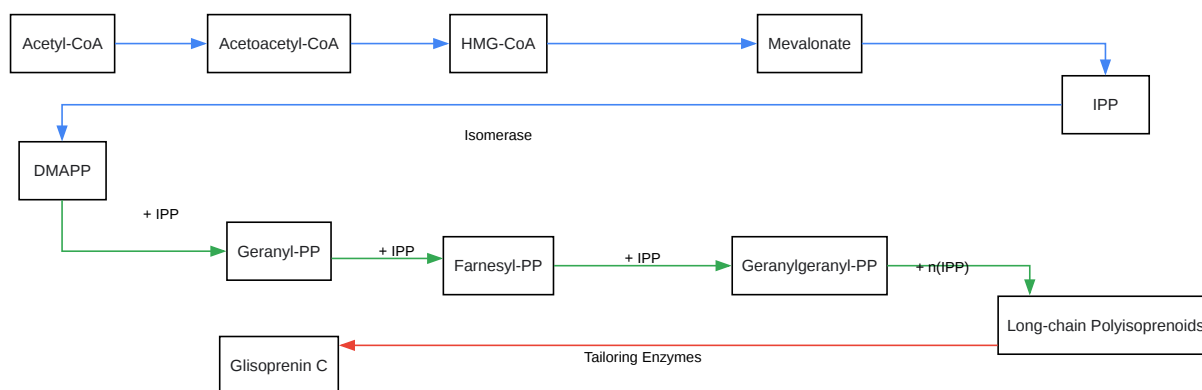 Acetyl-CoA
Acetoacetyl-CoA
HMG-CoA
Mevalonate
IPP
Isomerase
DMAPP
+ IPP
Geranyl-PP
+ IPP
Farnesyl-PP
+ IPP
Geranylgeranyl-PP
+ n(IPP)
Long-chain Polyisoprenoids
Tailoring Enzymes
Glisoprenin C